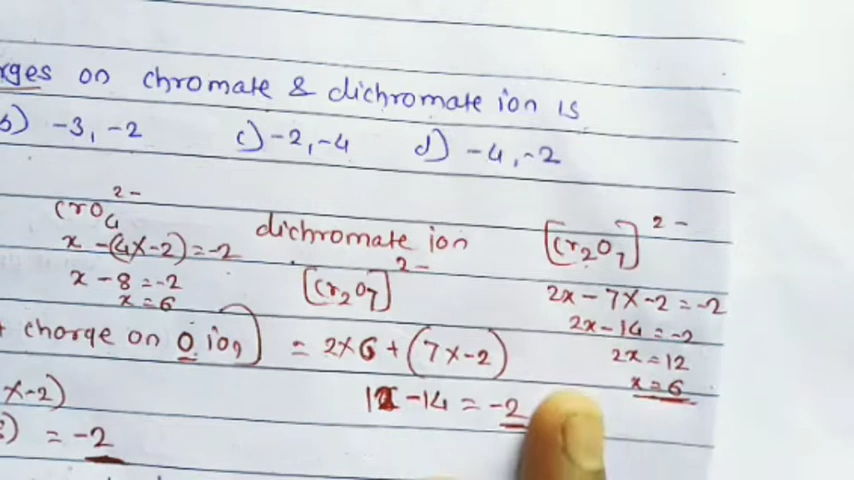 rges on chromate & dichromate ion is
b) -3, -2 c) -2, -4 d) -4, -2
CrO4 2-
x - (4x-2) = -2
x - 8 = -2
x = 6
dichromate ion
[Cr2O7] 2-
[Cr2O7] 2-
2x - 7x-2 = -2
2x - 14 = -2
2x = 12
x = 6
charge on O ion) = 2x6 + (7x-2)
12 - 14 = -2
x-2)
) = -2